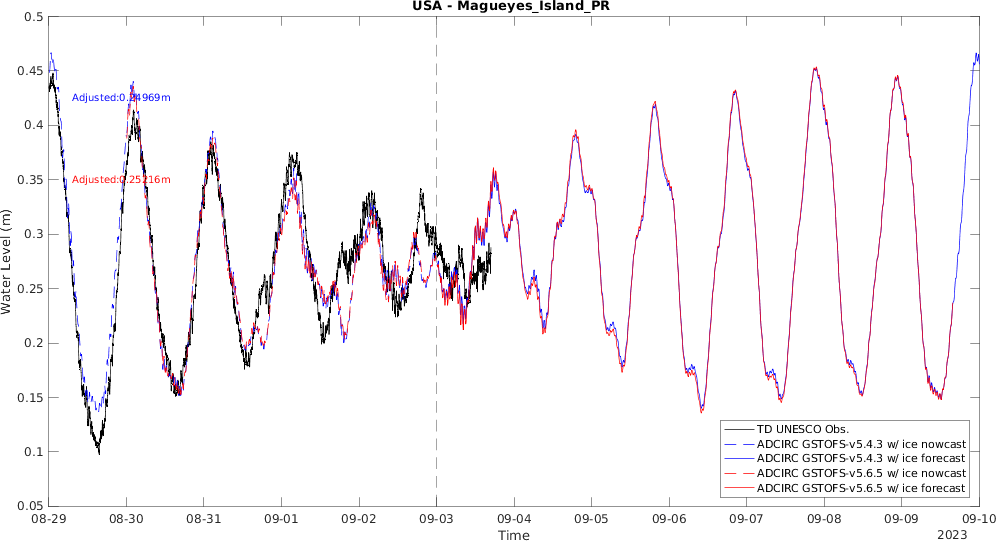 USA - Magueyes_Island_PR
0.5
0.45
0.4
0.35
0.3
0.25
0.2
0.15
0.1
0.05
Water Level (m)
Adjusted:0.24969m
Adjusted:0.25216m
TD UNESCO Obs.
ADCIRC GSTOFS-v5.4.3 w/ ice nowcast
ADCIRC GSTOFS-v5.4.3 w/ ice forecast
ADCIRC GSTOFS-v5.6.5 w/ ice nowcast
ADCIRC GSTOFS-v5.6.5 w/ ice forecast
08-29 08-30 08-31 09-01 09-02 09-03 09-04 09-05 09-06 09-07 09-08 09-09 09-10
Time
2023